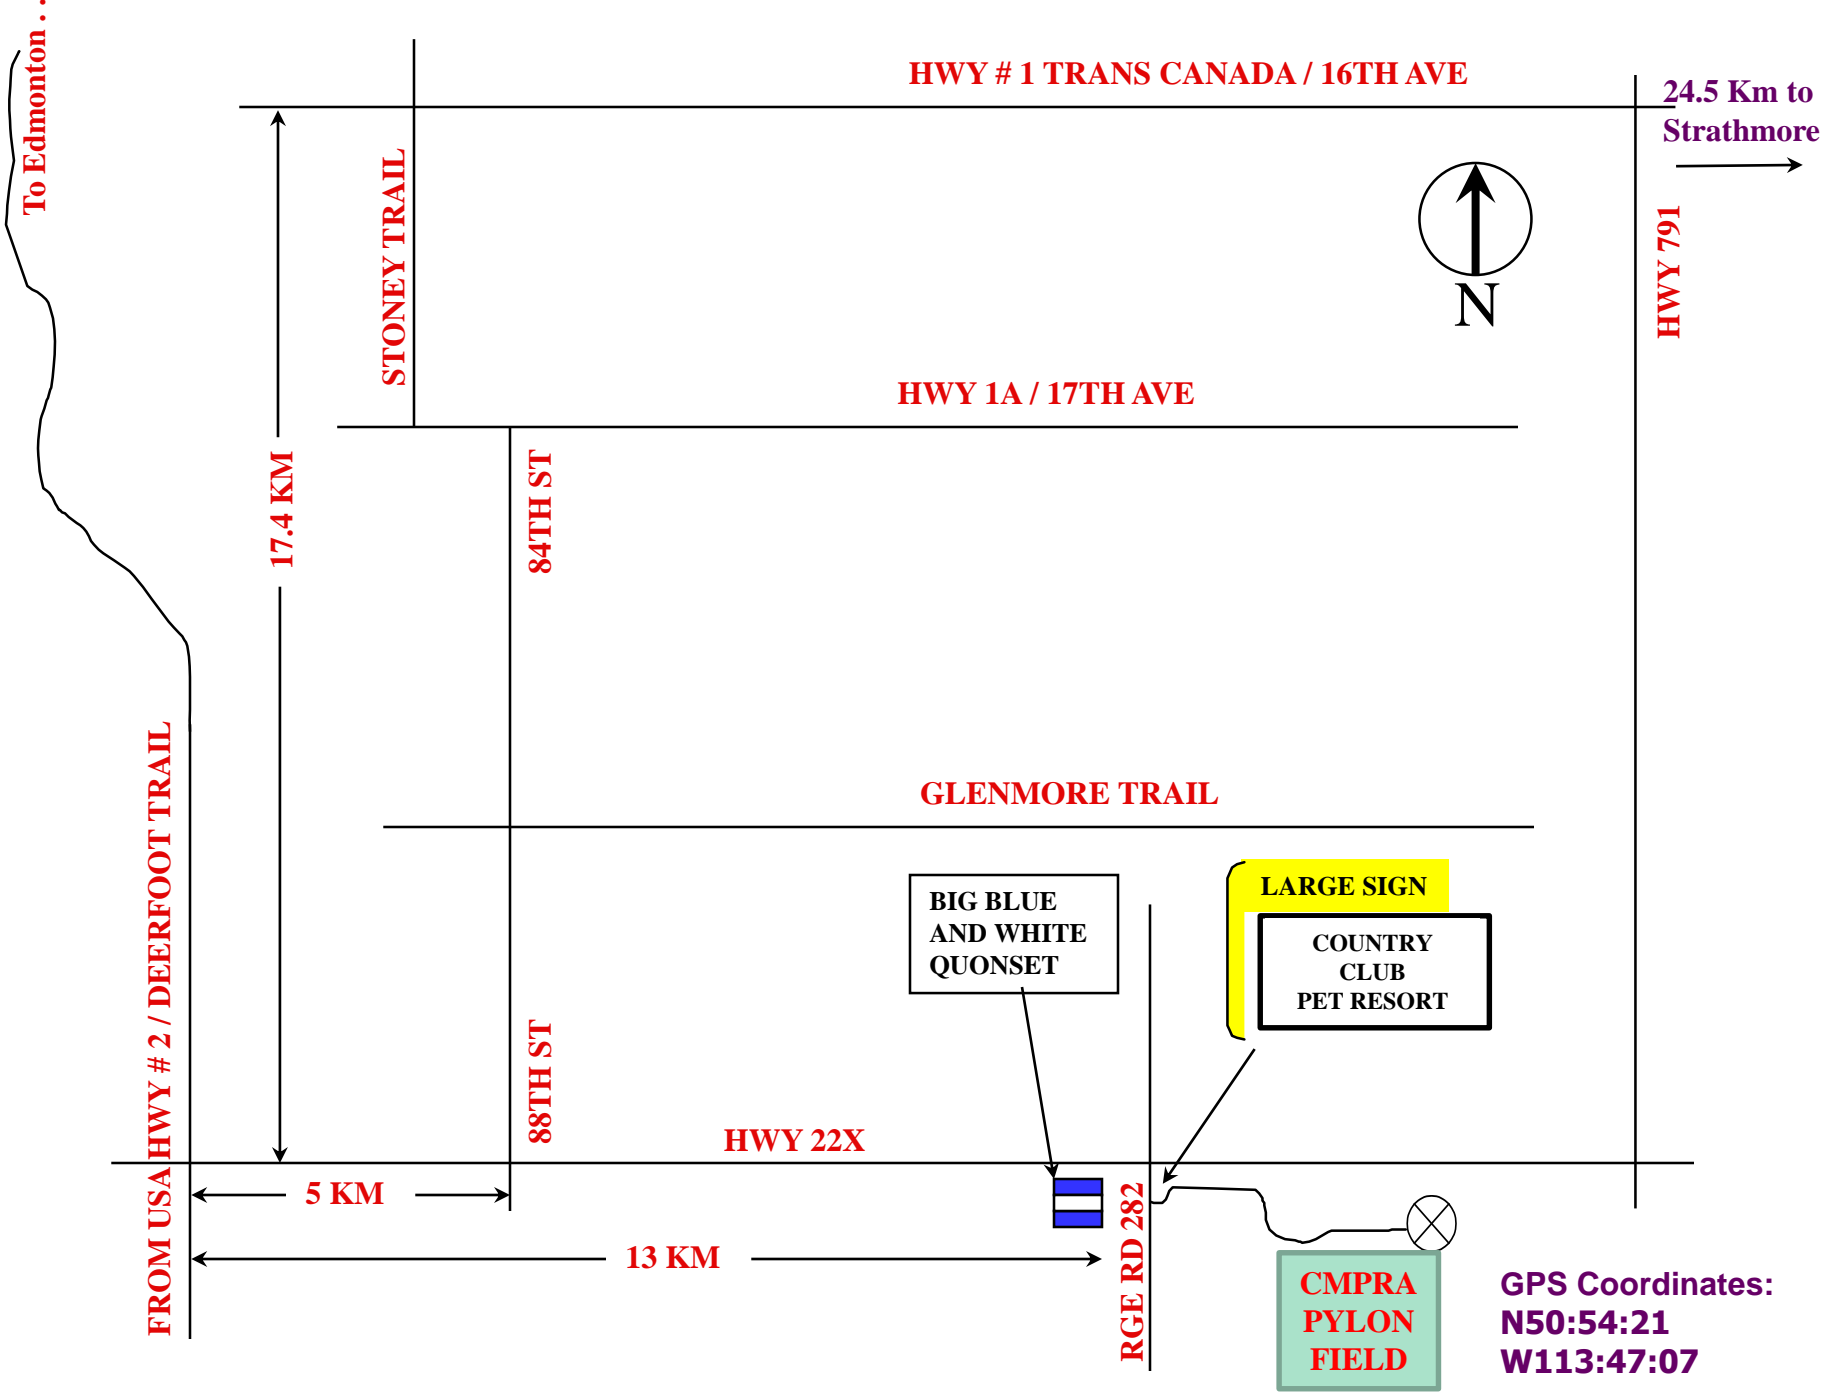 To Edmonton . .
HWY # 1 TRANS CANADA / 16TH AVE
24.5 Km to
Strathmore
STONEY TRAIL
N
HWY 791
HWY 1A / 17TH AVE
17.4 KM
84TH ST
GLENMORE TRAIL
FROM USA HWY # 2 / DEERFOOT TRAIL
BIG BLUE
AND WHITE
QUONSET
LARGE SIGN
COUNTRY
CLUB
PET RESORT
88TH ST
HWY 22X
5 KM
13 KM
RGE RD 282
CMPRA
PYLON
FIELD
GPS Coordinates:
N50:54:21
W113:47:07